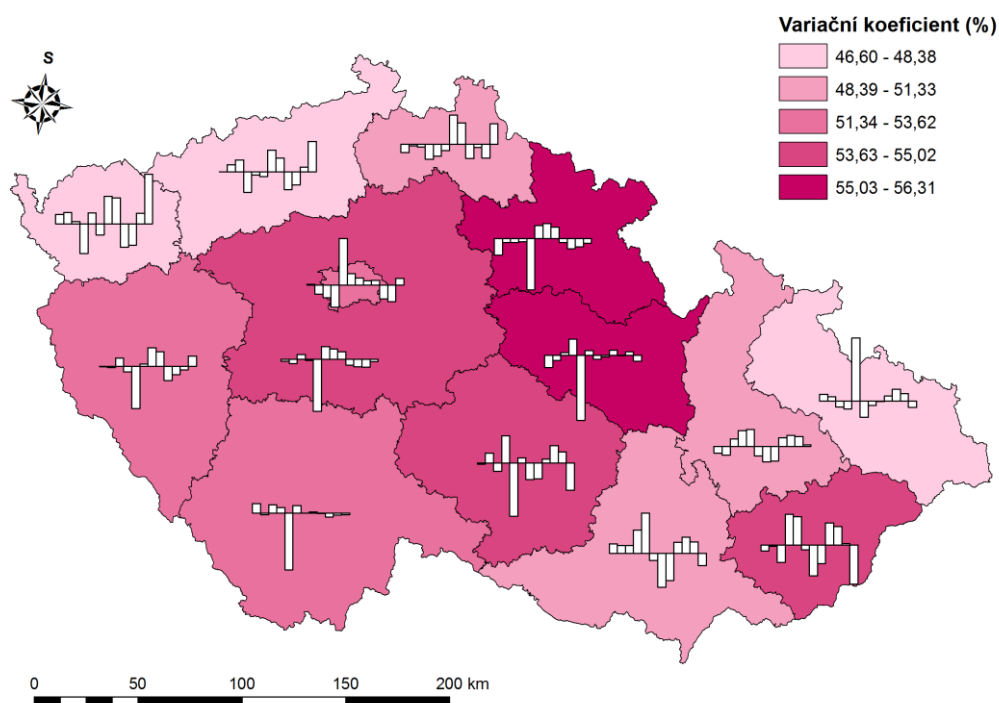 Variační koeficient (%)
46,60 - 48,38
48,39 - 51,33
51,34 - 53,62
53,63 - 55,02
55,03 - 56,31
S
0 50 100 150 200 km